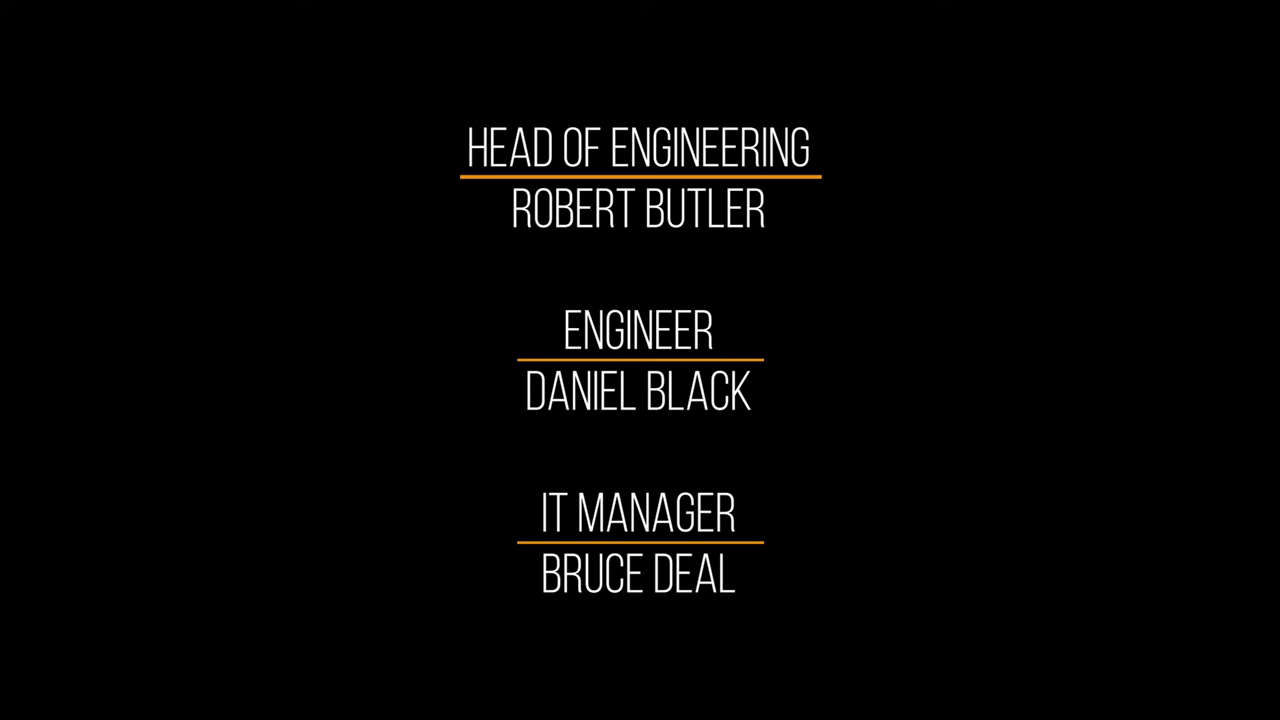 HEAD OF ENGINEERING
ROBERT BUTLER
ENGINEER
DANIEL BLACK
IT MANAGER
BRUCE DEAL